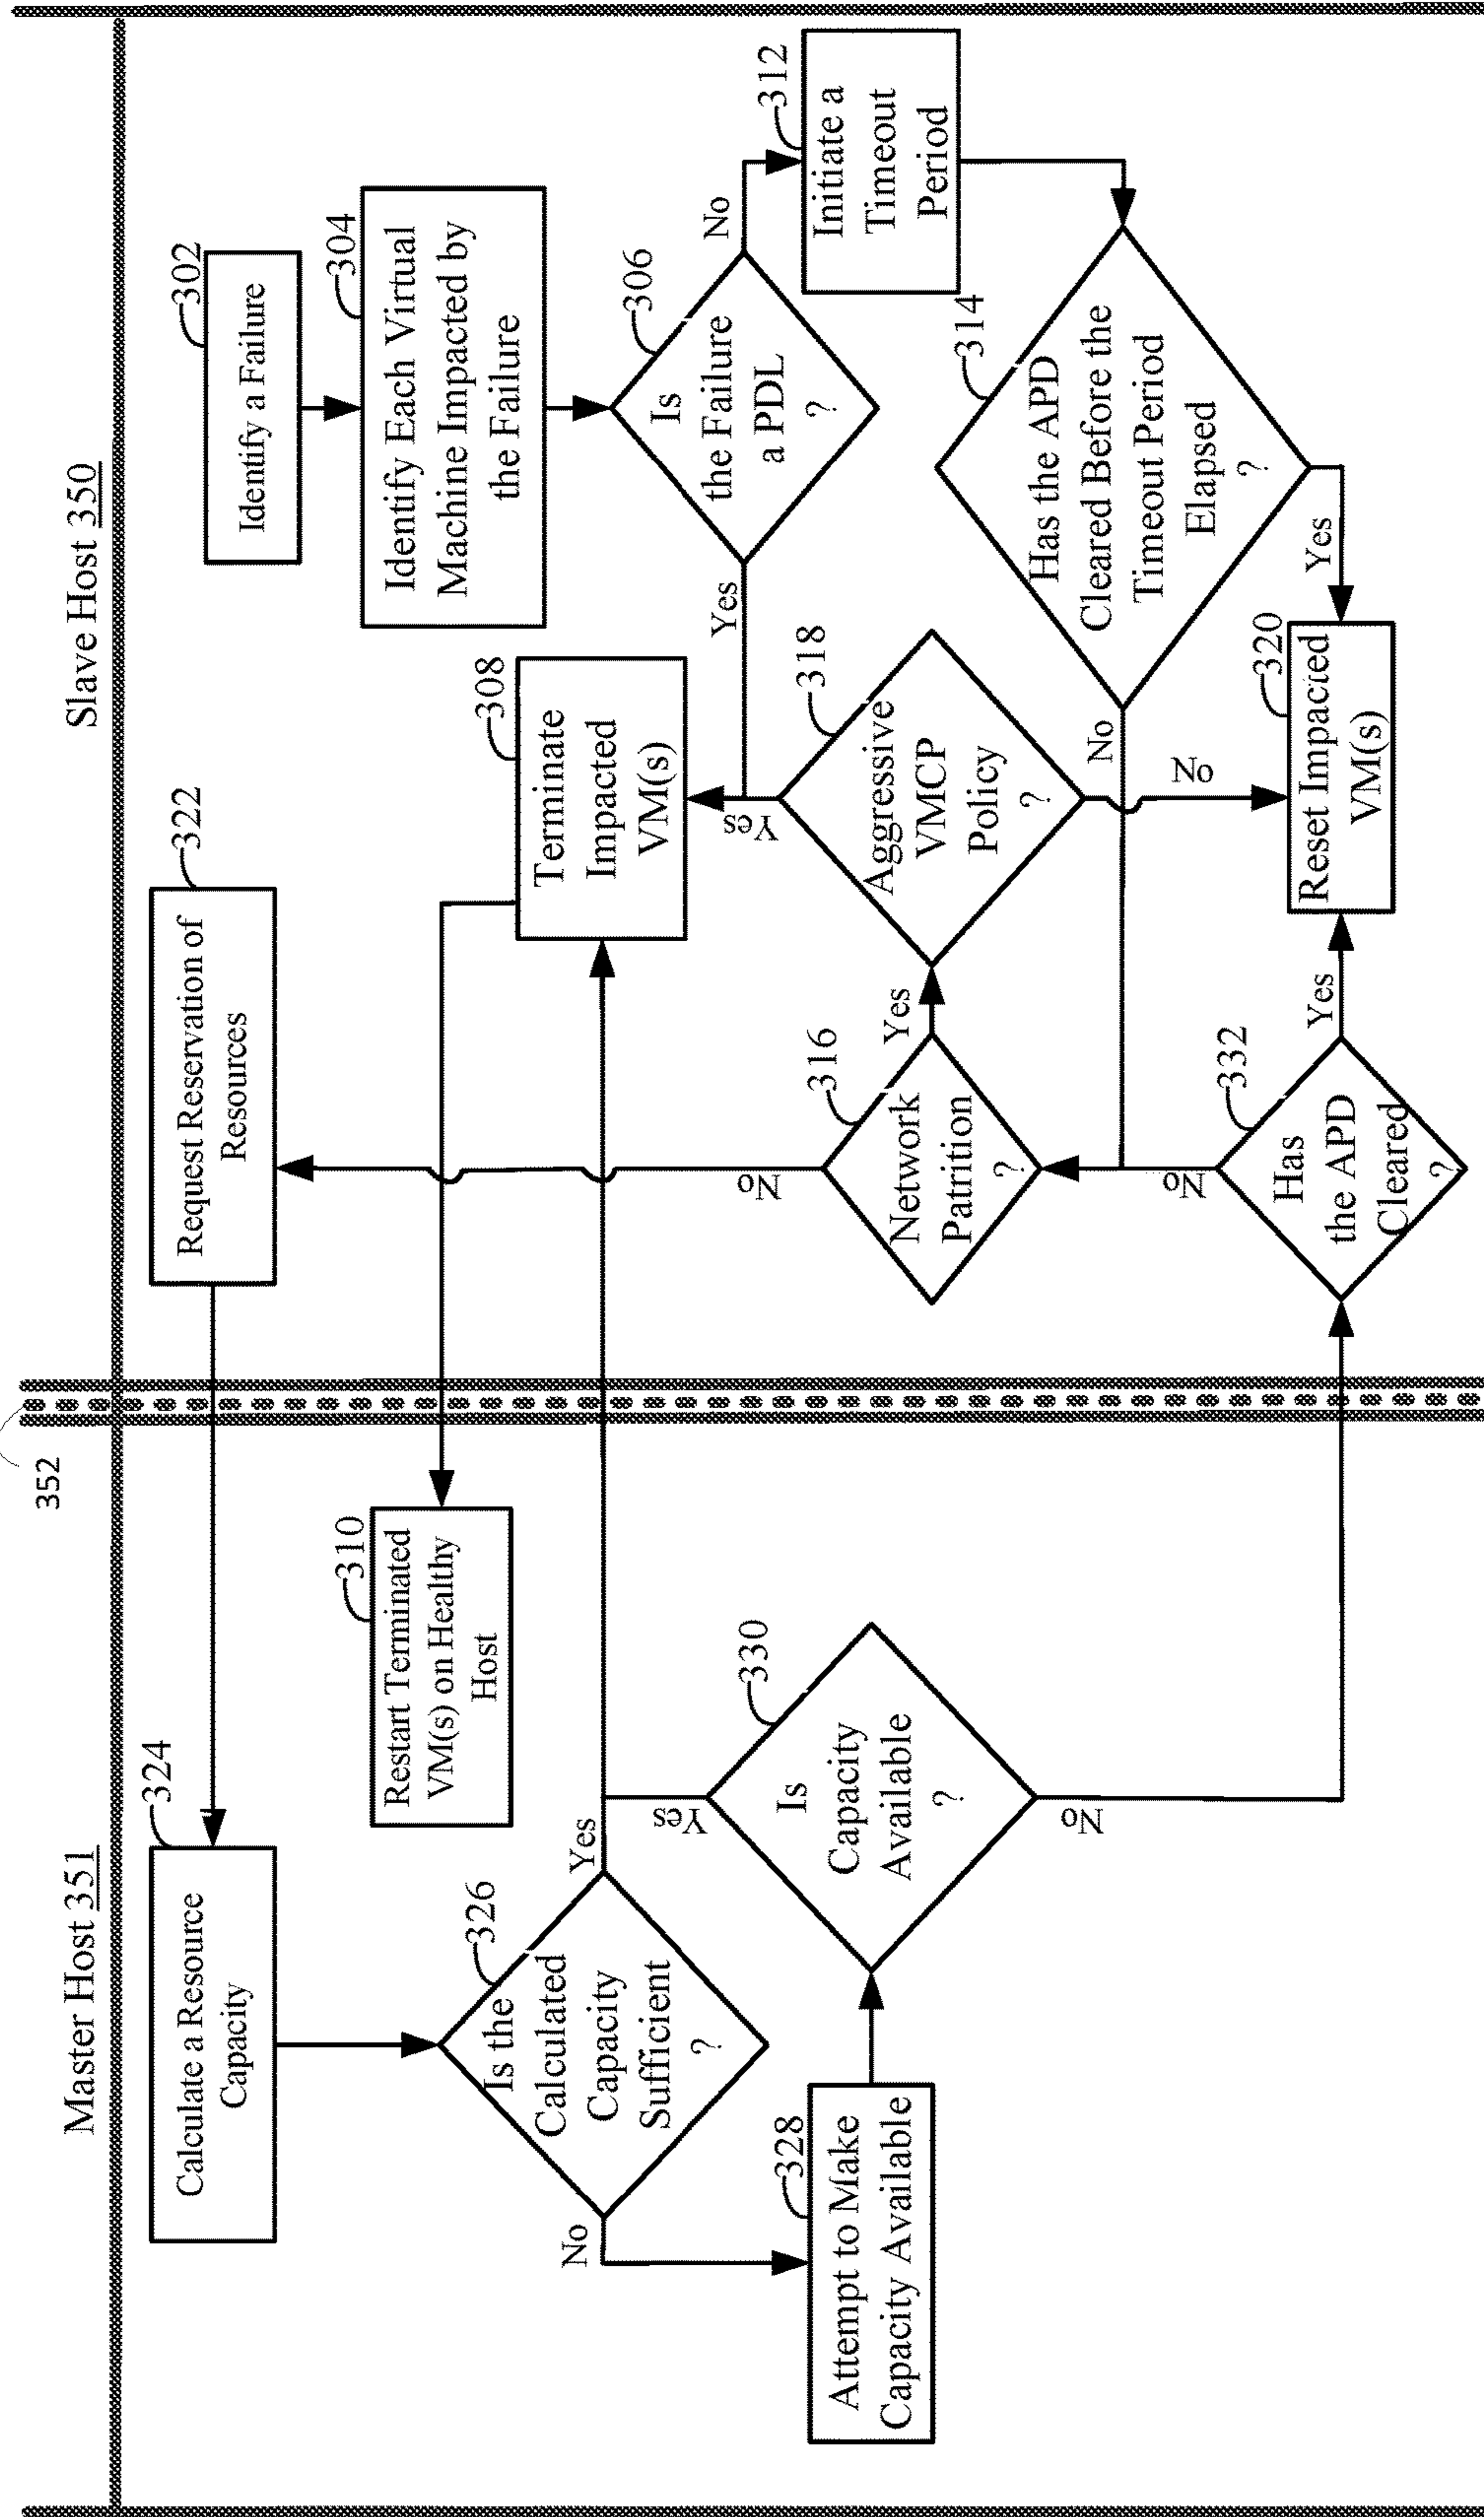 352
Master Host 351
Slave Host 350
302
Identify a Failure
304
Identify Each Virtual
Machine Impacted by
the Failure
306
Is
the Failure
a PDL
?
Yes
No
308
Terminate
Impacted
VM(s)
310
Restart Terminated
VM(s) on Healthy
Host
312
Initiate a
Timeout
Period
314
Has the APD
Cleared Before the
Timeout Period
Elapsed
?
No
Yes
316
Network
Patrition
?
No
Yes
318
Aggressive
VMCP
Policy
?
Yes
No
320
Reset Impacted
VM(s)
322
Request Reservation of
Resources
324
Calculate a Resource
Capacity
326
Is the
Calculated
Capacity
Sufficient
?
Yes
No
328
Attempt to Make
Capacity Available
330
Is
Capacity
Available
?
Yes
No
332
Has
the APD
Cleared
?
No
Yes